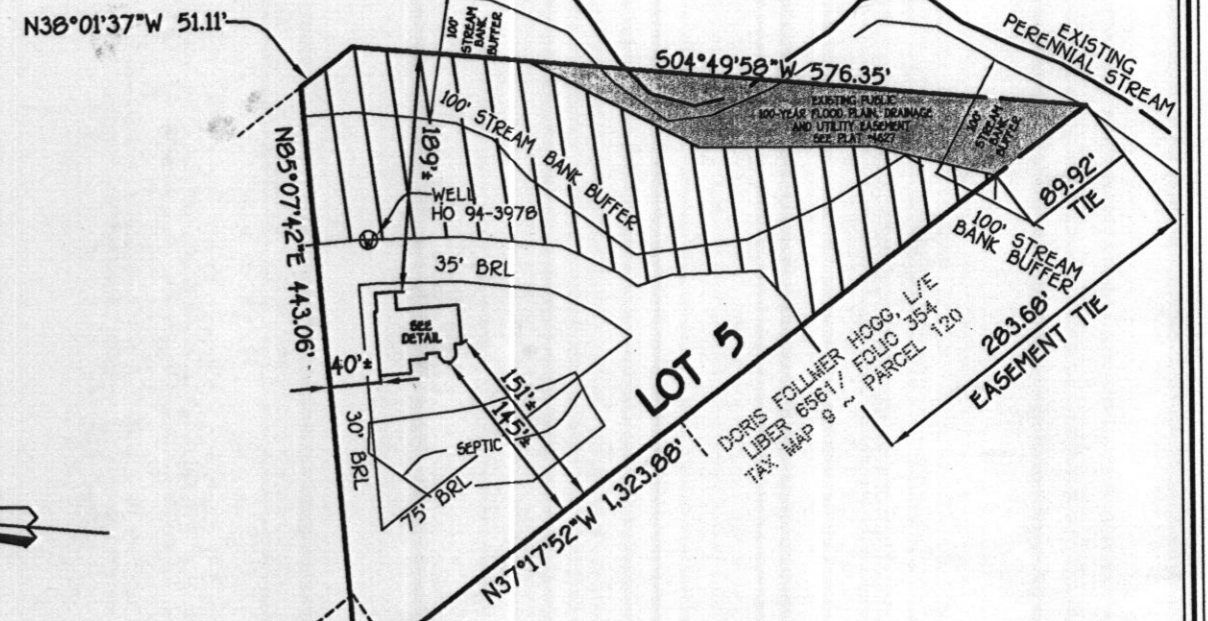 N38°01'37"W 51.11'
100'
STREAM
BANK
BUFFER
EXISTING
PERENNIAL STREAM
S04°49'58"W 576.35'
EXISTING PUBLIC
100-YEAR FLOOD PLAIN, DRAINAGE
AND UTILITY EASEMENT
SEE PLAT #4627
100'
STREAM
BANK
BUFFER
100' STREAM BANK BUFFER
189'±
N85°07'42"E 443.06'
WELL
HO 94-3978
W
89.92'
TIE
100' STREAM
BANK BUFFER
35' BRL
283.68'
EASEMENT TIE
SEE
DETAIL
40'±
LOT 5
DORIS FOLLMER HOGG, L/E
LIBER 6561/ FOLIO 354
TAX MAP 9 ~ PARCEL 120
151'±
145'±
30'
BRL
SEPTIC
75' BRL
N37°17'52"W 1,323.88'